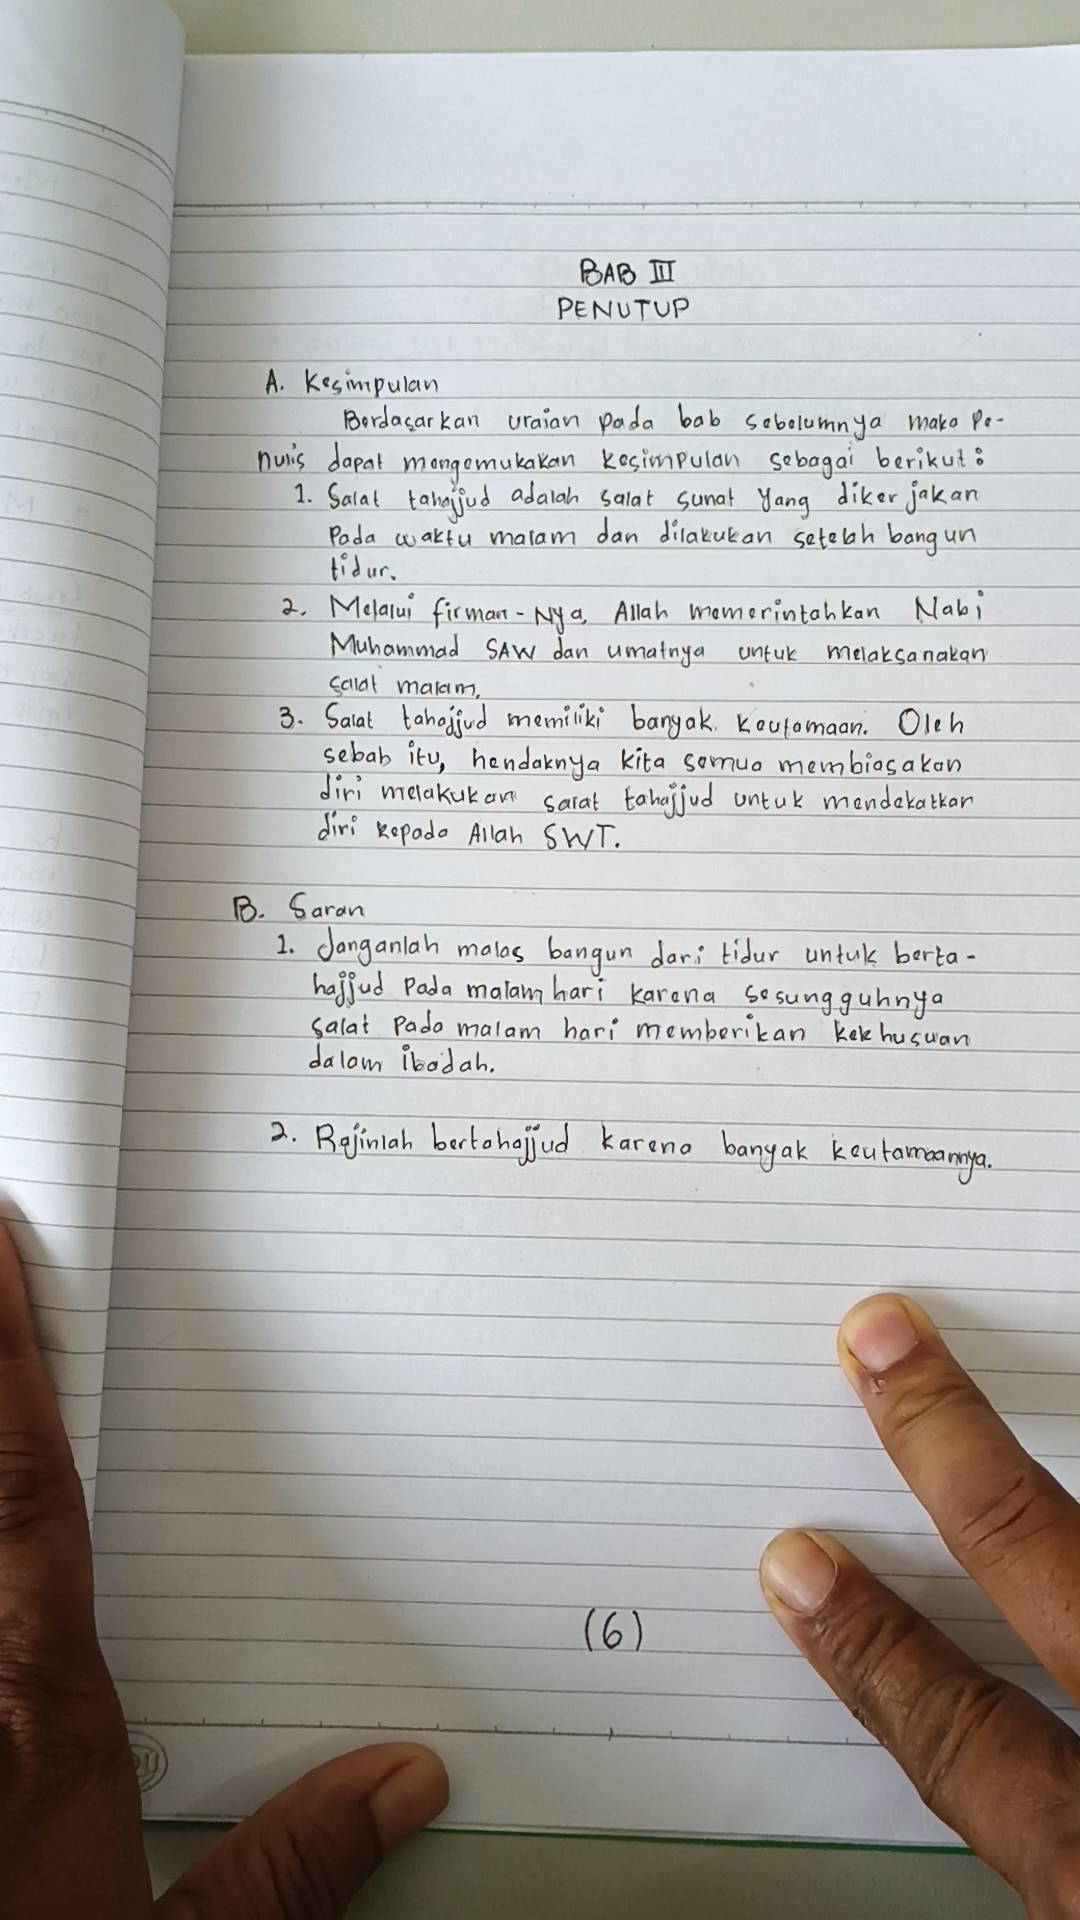 BAB III
PENUTUP
A. Kesimpulan
Berdasarkan uraian pada bab sebelumnya maka pe-
nulis dapat mengemukakan kesimpulan sebagai berikut :
1. Salat tahajjud adalah salat sunat yang dikerjakan
pada waktu malam dan dilakukan setelah bangun
tidur.
2. Melalui firman-Nya, Allah memerintahkan Nabi
Muhammad SAW dan umatnya untuk melaksanakan
salat malam.
3. Salat tahajjud memiliki banyak keutamaan. Oleh
sebab itu, hendaknya kita semua membiasakan
diri melakukan salat tahajjud untuk mendekatkan
diri kepada Allah SWT.
B. Saran
1. Janganlah malas bangun dari tidur untuk berta-
hajjud pada malam hari karena sesungguhnya
salat pada malam hari memberikan kekhusuan
dalam ibadah.
2. Rajinlah bertahajjud karena banyak keutamaannya.
(6)